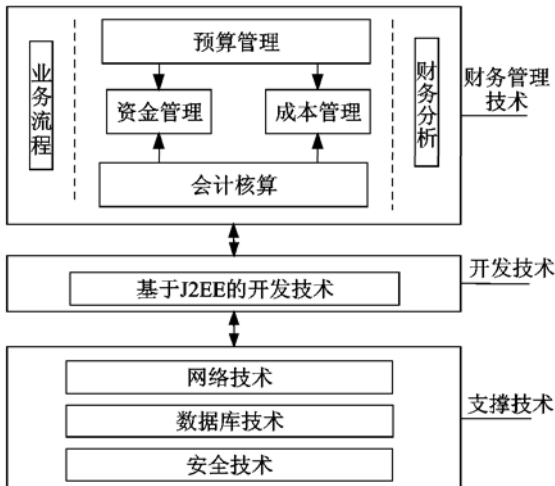 业务流程
预算管理
资金管理
成本管理
会计核算
财务分析
财务管理
技术
基于J2EE的开发技术
开发技术
网络技术
数据库技术
安全技术
支撑技术